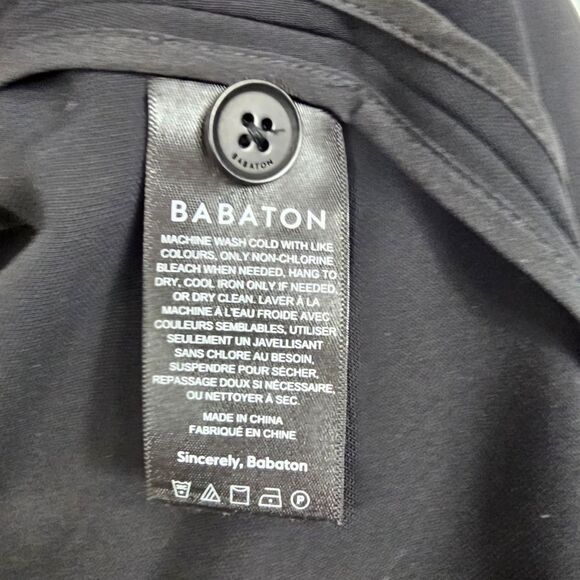 BABATON
BABATON
MACHINE WASH COLD WITH LIKE
COLOURS, ONLY NON-CHLORINE
BLEACH WHEN NEEDED, HANG TO
DRY, COOL IRON ONLY IF NEEDED,
OR DRY CLEAN. LAVER À LA
MACHINE À L'EAU FROIDE AVEC
COULEURS SEMBLABLES, UTILISER
SEULEMENT UN JAVELLISANT
SANS CHLORE AU BESOIN,
SUSPENDRE POUR SÉCHER,
REPASSAGE DOUX SI NÉCESSAIRE,
OU NETTOYER À SEC.
MADE IN CHINA
FABRIQUÉ EN CHINE
Sincerely, Babaton
P